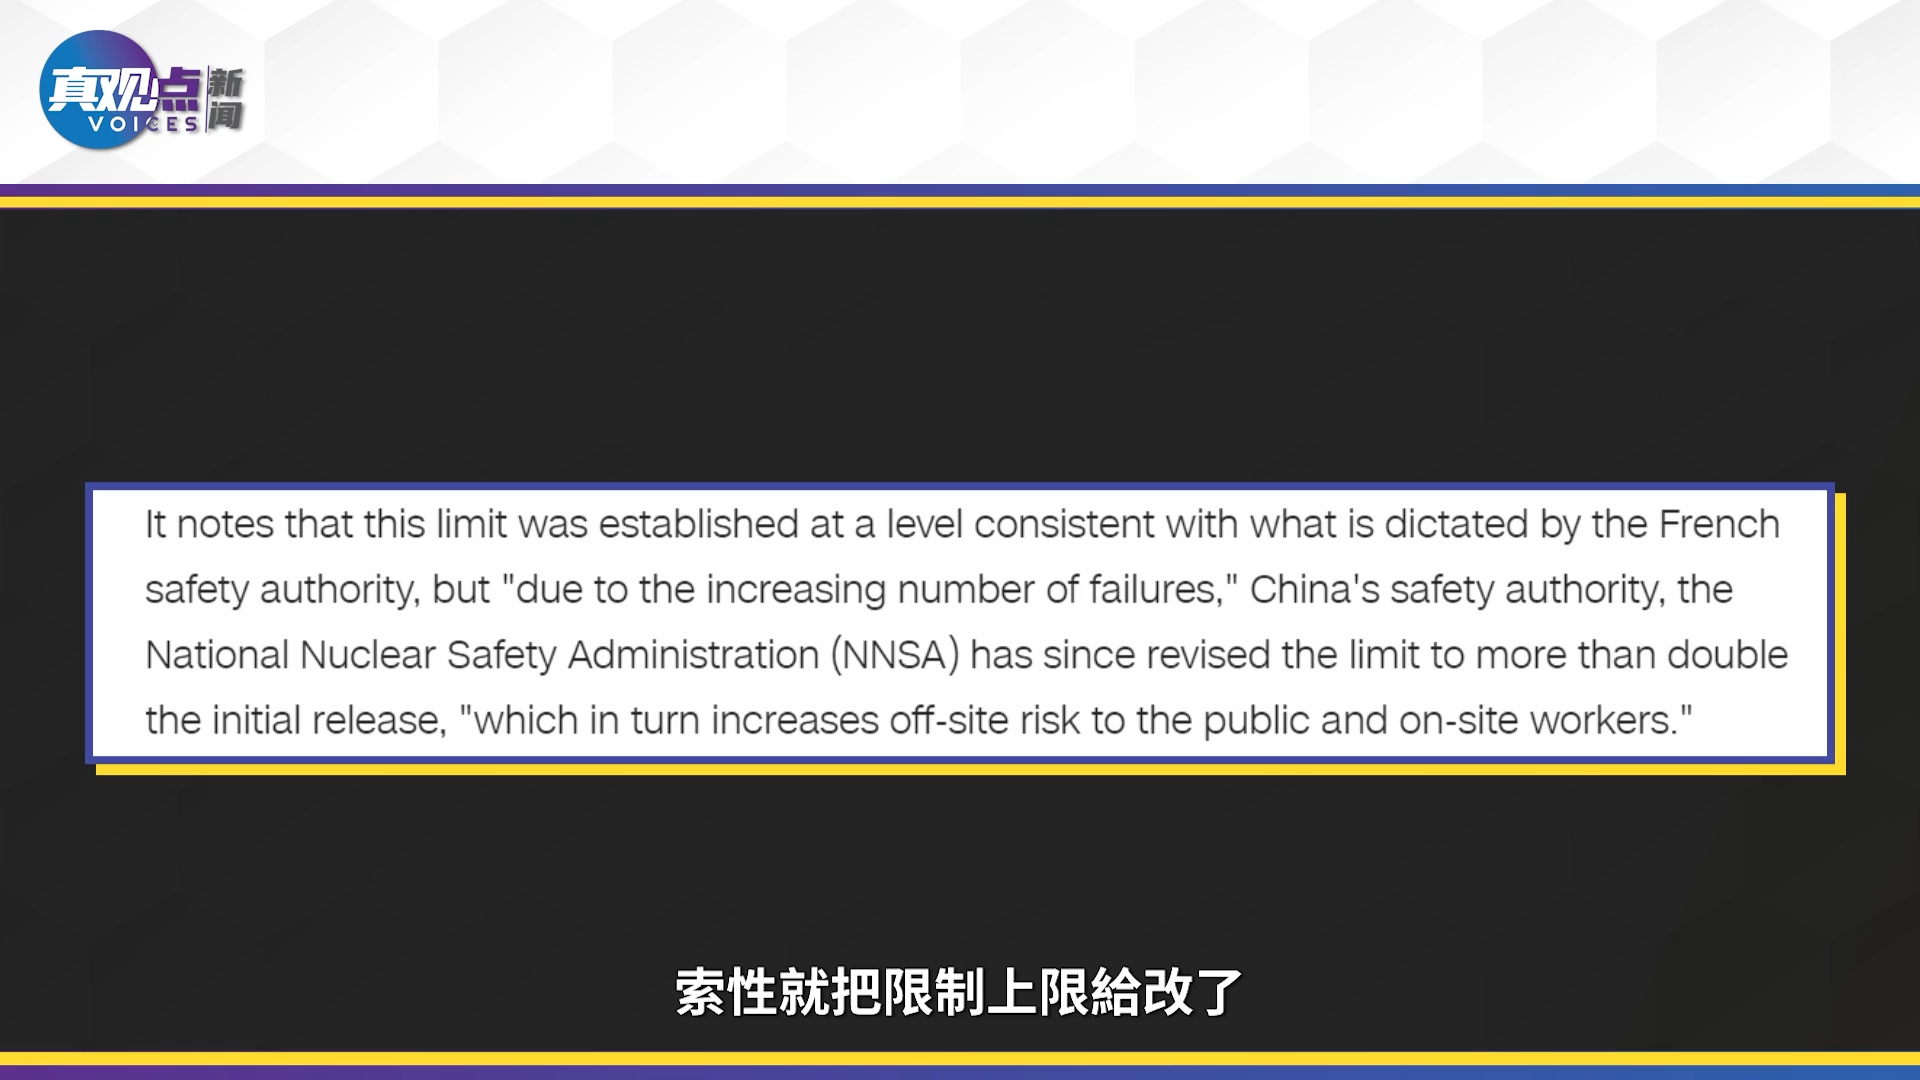 真观点
VOICES
新闻
It notes that this limit was established at a level consistent with what is dictated by the French
safety authority, but "due to the increasing number of failures," China's safety authority, the
National Nuclear Safety Administration (NNSA) has since revised the limit to more than double
the initial release, "which in turn increases off-site risk to the public and on-site workers."
索性就把限制上限給改了